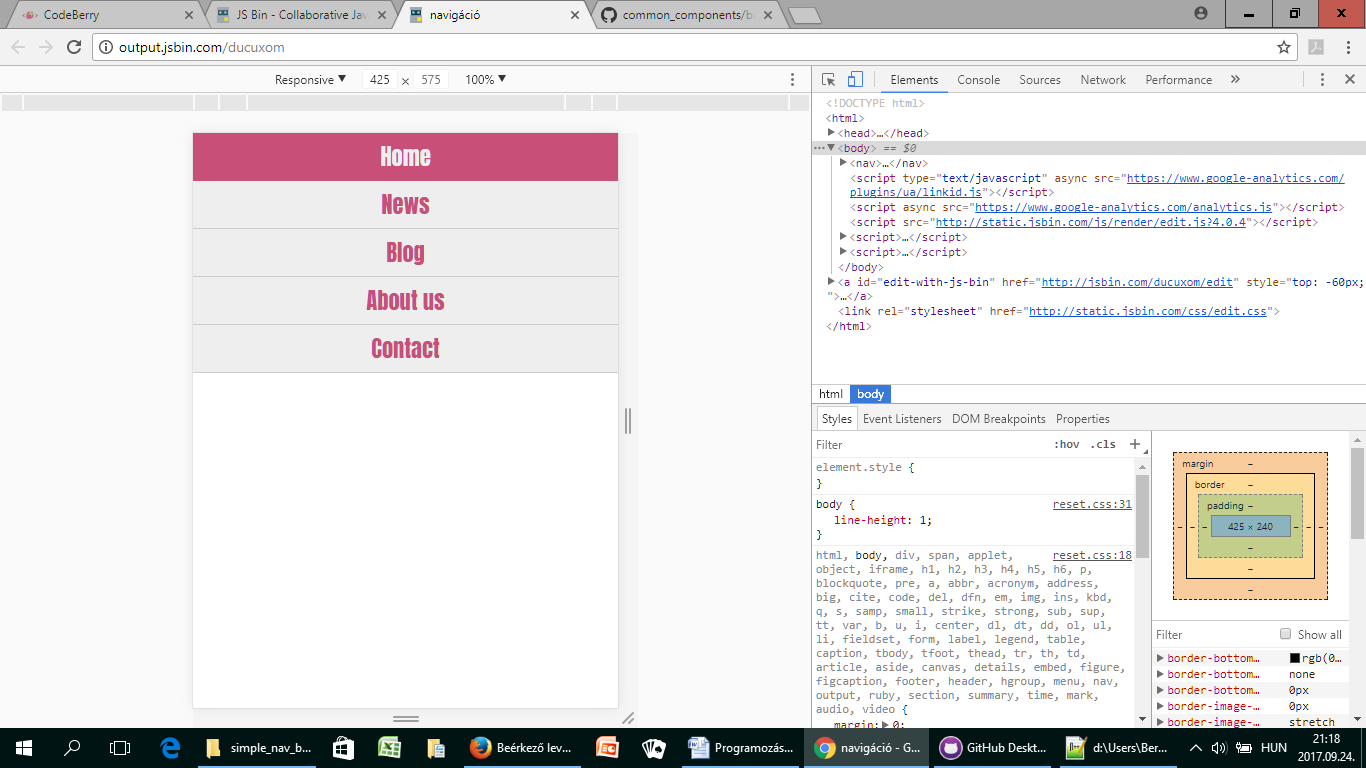 CodeBerry
JS Bin - Collaborative Jav
navigáció
common_components/b
output.jsbin.com/ducuxom
Responsive ▼ 425 × 575 100% ▼
Elements Console Sources Network Performance »
Home
News
Blog
About us
Contact
<!DOCTYPE html>
<html>
<head>…</head>
<body> == $0
<nav>…</nav>
<script type="text/javascript" async src="https://www.google-analytics.com/
plugins/ua/linkid.js"></script>
<script async src="https://www.google-analytics.com/analytics.js"></script>
<script src="http://static.jsbin.com/js/render/edit.js?4.0.4"></script>
<script>…</script>
<script>…</script>
</body>
<a id="edit-with-js-bin" href="http://jsbin.com/ducuxom/edit" style="top: -60px;
">…</a>
<link rel="stylesheet" href="http://static.jsbin.com/css/edit.css">
</html>
html body
Styles Event Listeners DOM Breakpoints Properties
Filter :hov .cls +
element.style {
}
body { reset.css:31
line-height: 1;
}
html, body, div, span, applet, reset.css:18
object, iframe, h1, h2, h3, h4, h5, h6, p,
blockquote, pre, a, abbr, acronym, address,
big, cite, code, del, dfn, em, img, ins, kbd,
q, s, samp, small, strike, strong, sub, sup,
tt, var, b, u, i, center, dl, dt, dd, ol, ul,
li, fieldset, form, label, legend, table,
caption, tbody, tfoot, thead, tr, th, td,
article, aside, canvas, details, embed, figure,
figcaption, footer, header, hgroup, menu, nav,
output, ruby, section, summary, time, mark,
audio, video {
margin: 0;
margin –
border –
padding –
– – – 425 × 240 – – –
–
–
–
Filter Show all
border-bottom… rgb(0…
border-bottom… none
border-bottom… 0px
border-image-… 0px
border-image-… stretch
simple_nav_b...
Beérkező lev...
Programozás...
navigáció - G...
GitHub Deskt...
d:\Users\Ber...
HUN
21:18
2017.09.24.